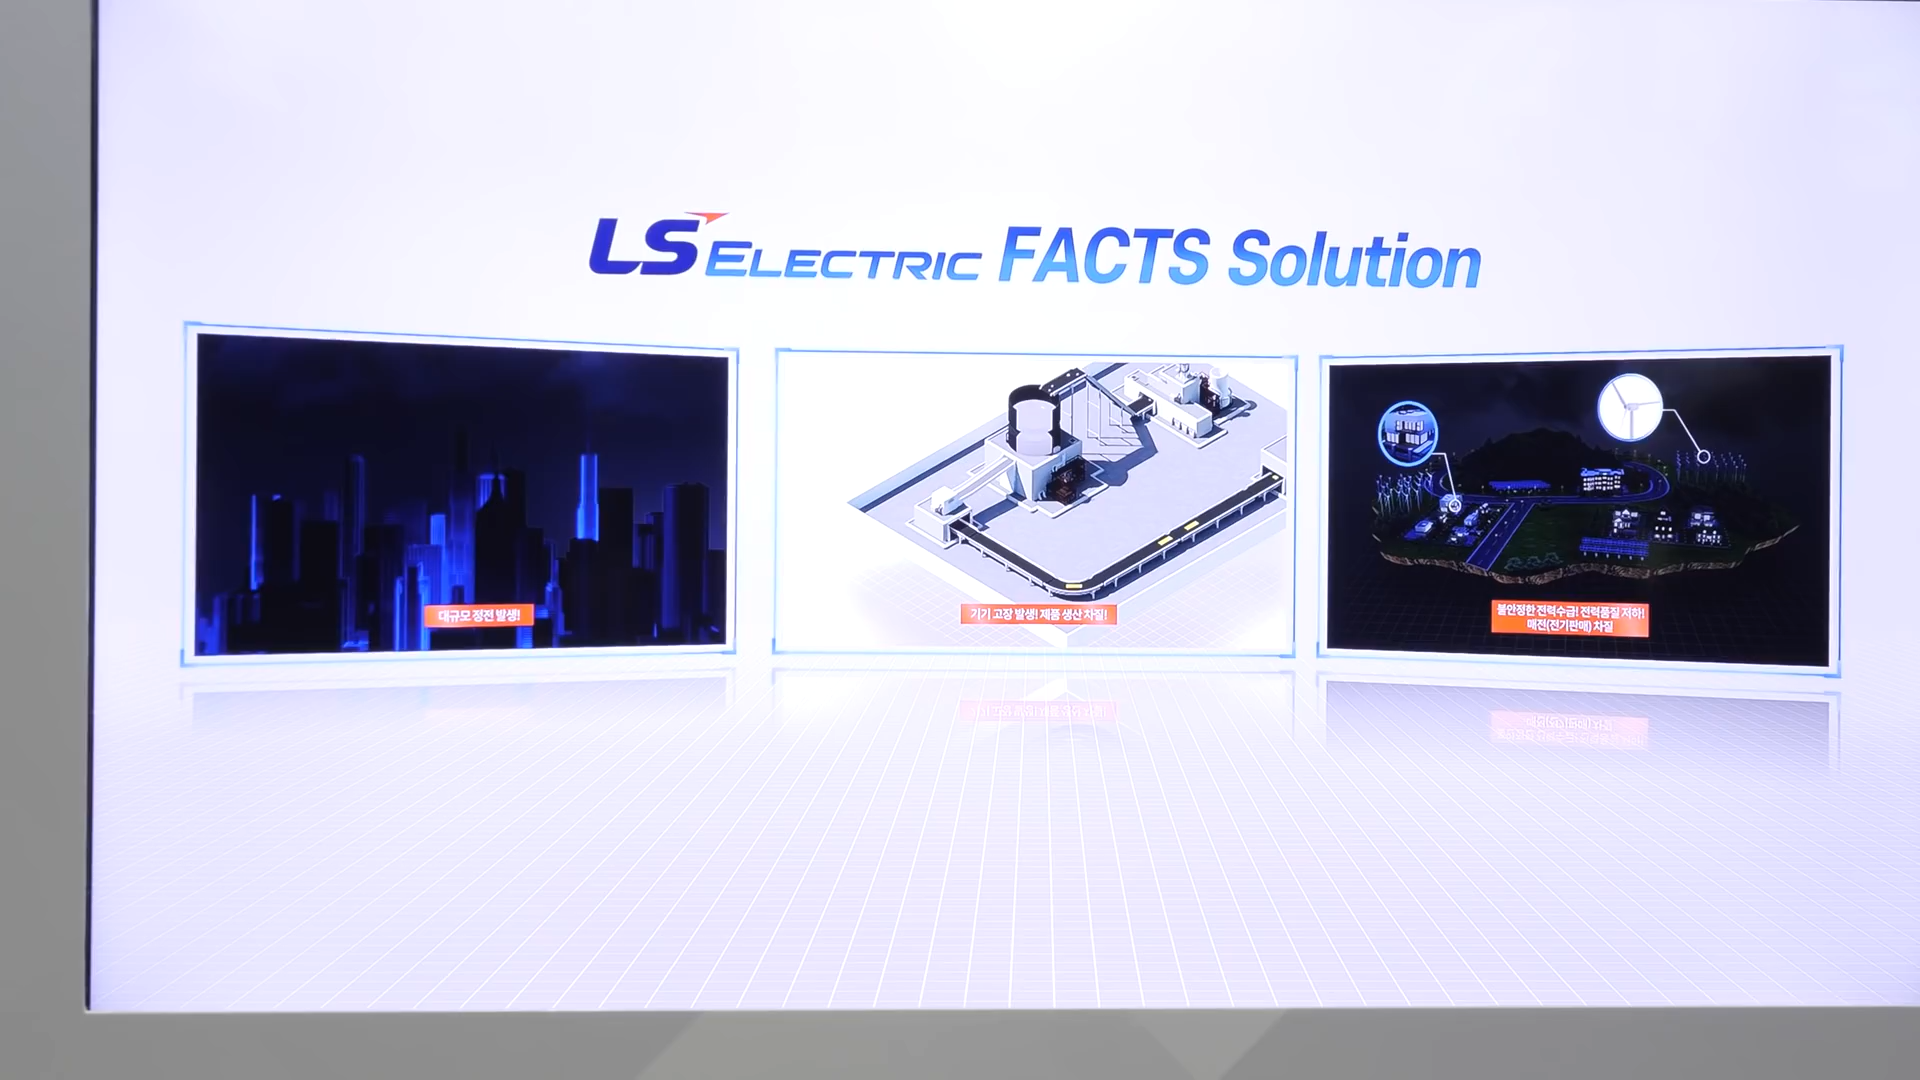 LS ELECTRIC FACTS Solution
대규모 정전 발생!
기기 고장 발생! 제품 생산 차질!
불안정한 전력수급! 전력품질 저하!
매전(전기판매) 차질